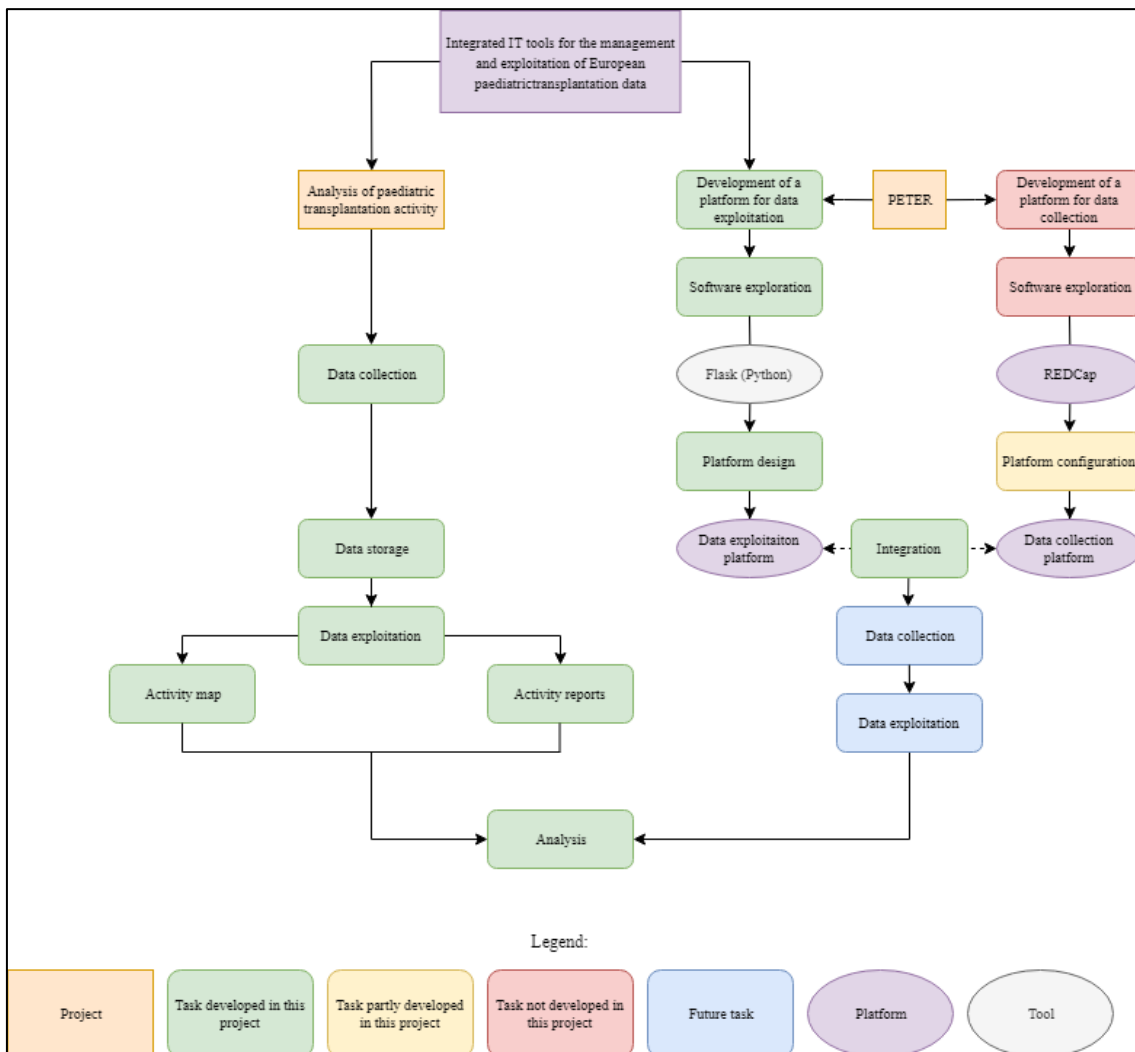 Integrated IT tools for the management
and exploitation of European
paediatrictransplantation data
Analysis of paediatric
transplantation activity
Development of a
platform for data
exploitation
PETER
Development of a
platform for data
collection
Software exploration
Software exploration
Data collection
Flask (Python)
REDCap
Platform design
Platform configuration
Data storage
Data exploitaiton
platform
Integration
Data collection
platform
Data exploitation
Data collection
Activity map
Activity reports
Data exploitation
Analysis
Legend:
Project
Task developed in this
project
Task partly developed
in this project
Task not developed in
this project
Future task
Platform
Tool